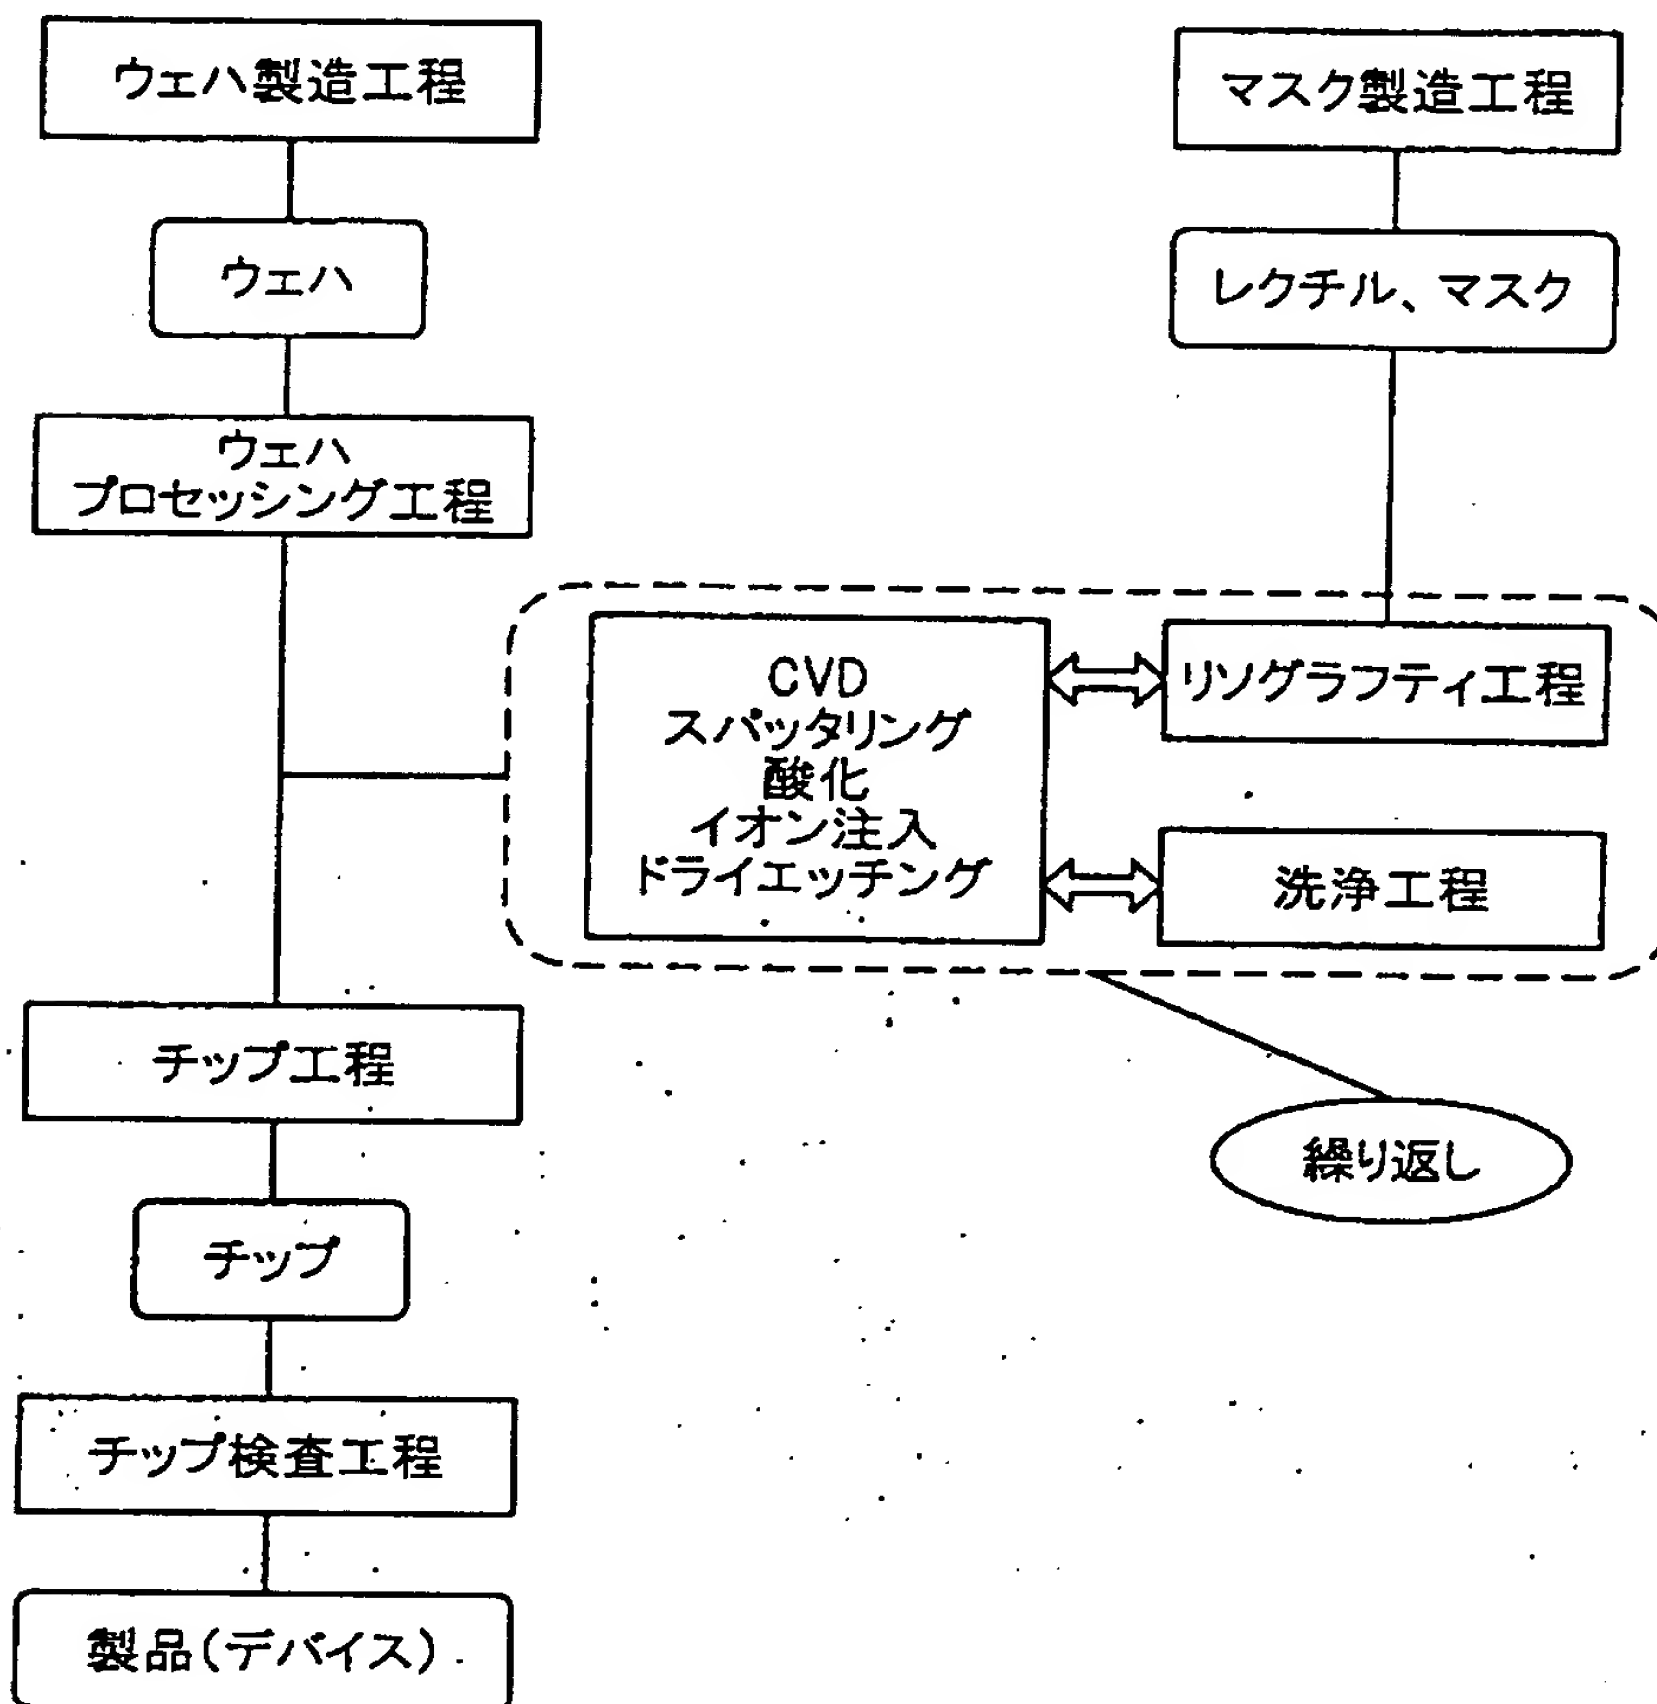 ウェハ製造工程
ウェハ
ウェハ
プロセッシング工程
チップ工程
チップ
チップ検査工程
製品(デバイス)
マスク製造工程
レクチル、マスク
CVD
スパッタリング
酸化
イオン注入
ドライエッチング
リソグラフティ工程
洗浄工程
繰り返し